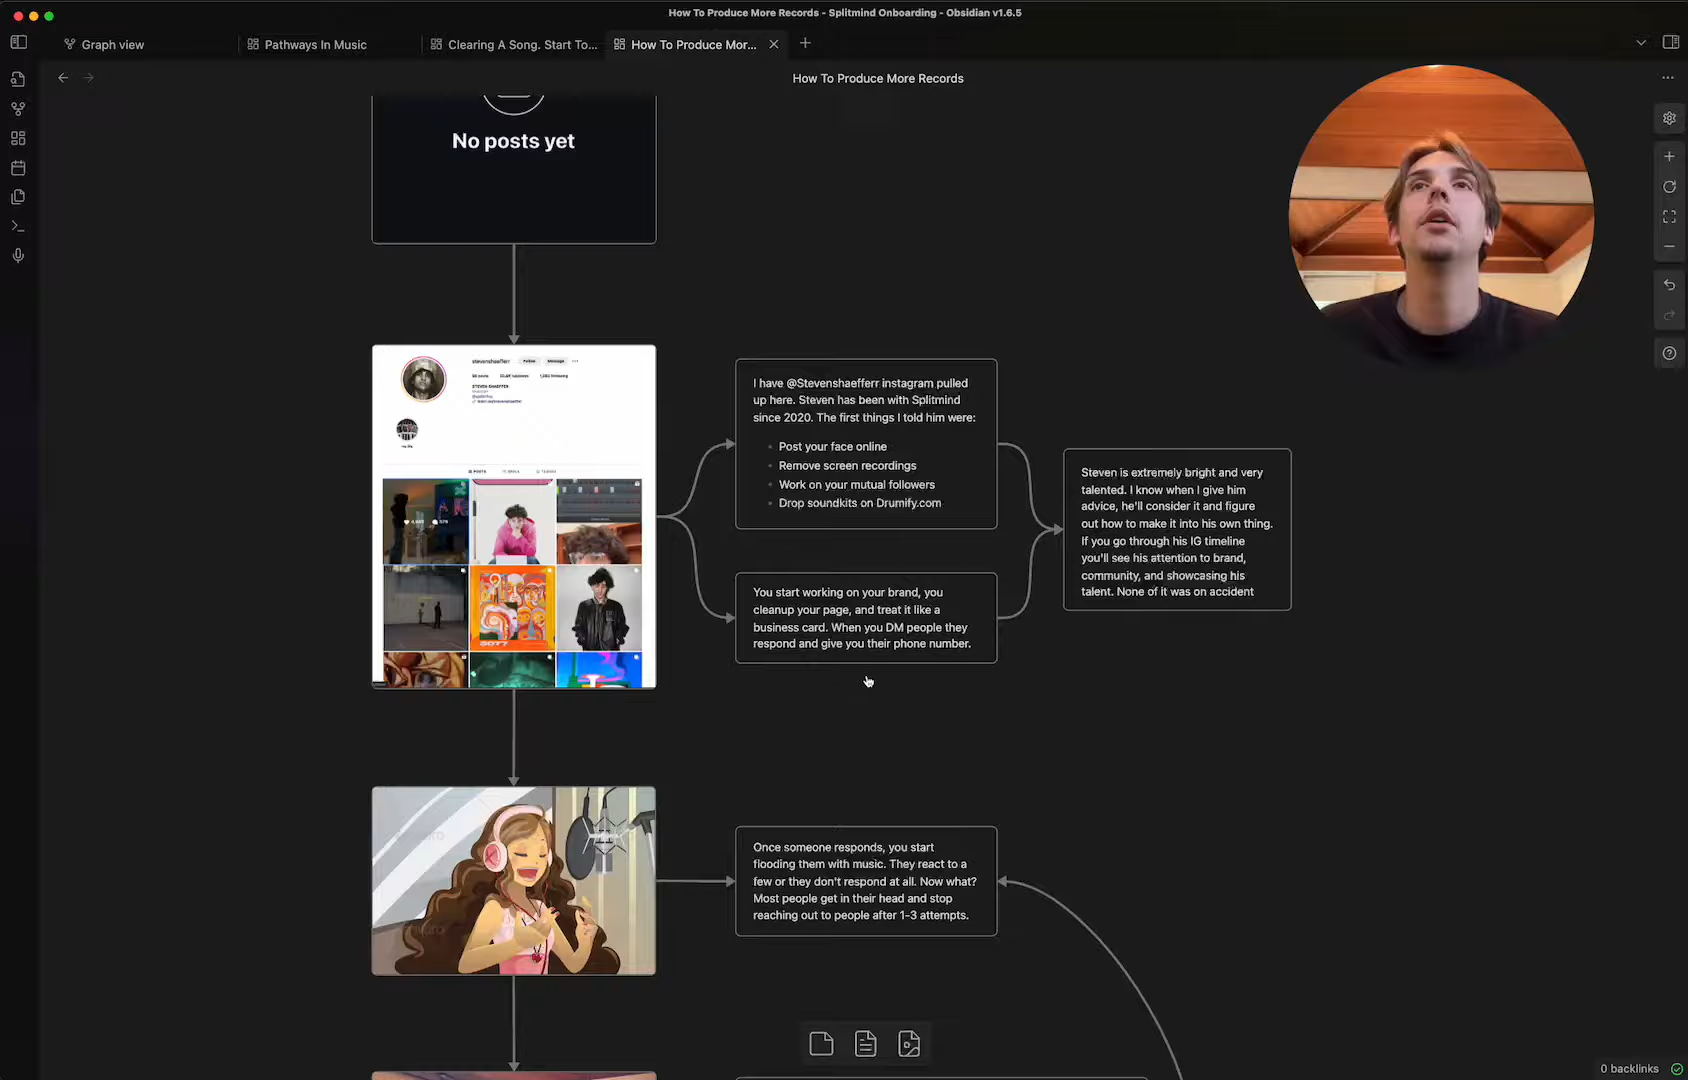 How To Produce More Records - Splitmind Onboarding - Obsidian v1.6.5
Graph view
Pathways In Music
Clearing A Song. Start To...
How To Produce Mor...
How To Produce More Records
No posts yet
stevenshaefferr
Follow
Message
STEVEN SHAEFFER
POSTS
I have @Stevenshaefferr instagram pulled
up here. Steven has been with Splitmind
since 2020. The first things I told him were:
• Post your face online
• Remove screen recordings
• Work on your mutual followers
• Drop soundkits on Drumify.com
You start working on your brand, you
cleanup your page, and treat it like a
business card. When you DM people they
respond and give you their phone number.
Steven is extremely bright and very
talented. I know when I give him
advice, he'll consider it and figure
out how to make it into his own thing.
If you go through his IG timeline
you'll see his attention to brand,
community, and showcasing his
talent. None of it was on accident
Once someone responds, you start
flooding them with music. They react to a
few or they don't respond at all. Now what?
Most people get in their head and stop
reaching out to people after 1-3 attempts.
0 backlinks